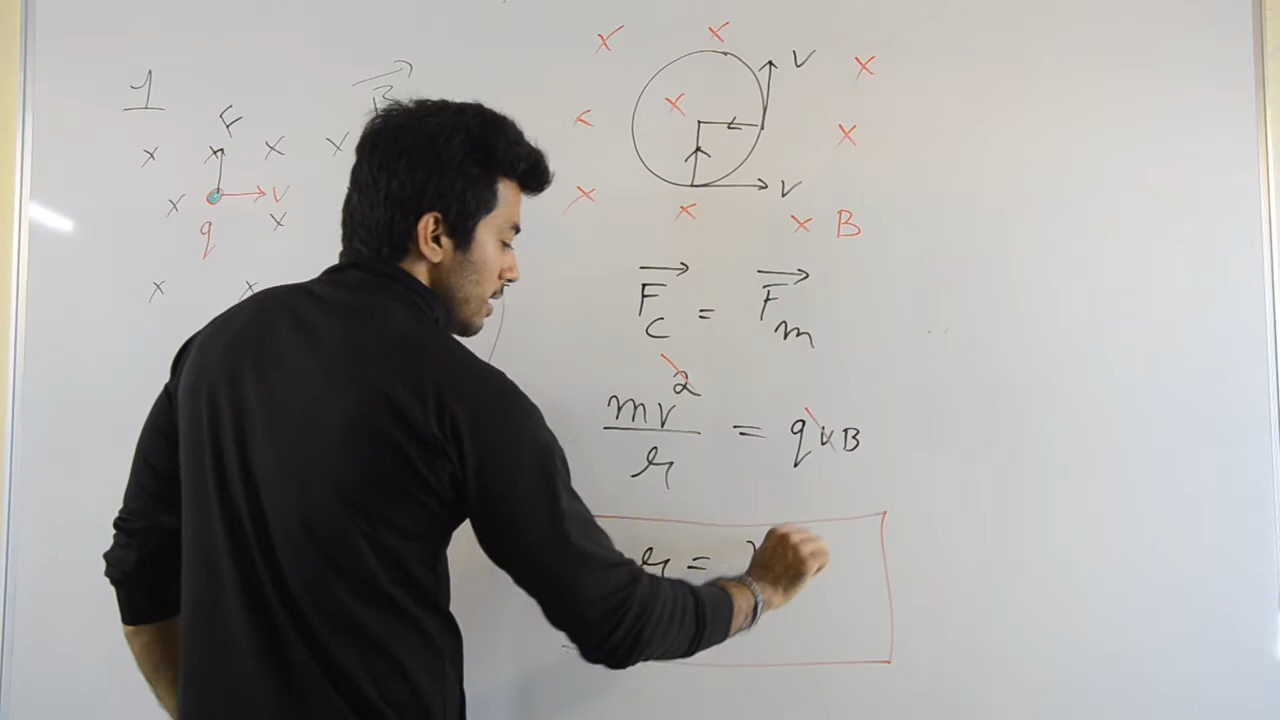 1
F
B
V
q
V
V
B
F_C = F_m
mv^2/r = qvB
r =